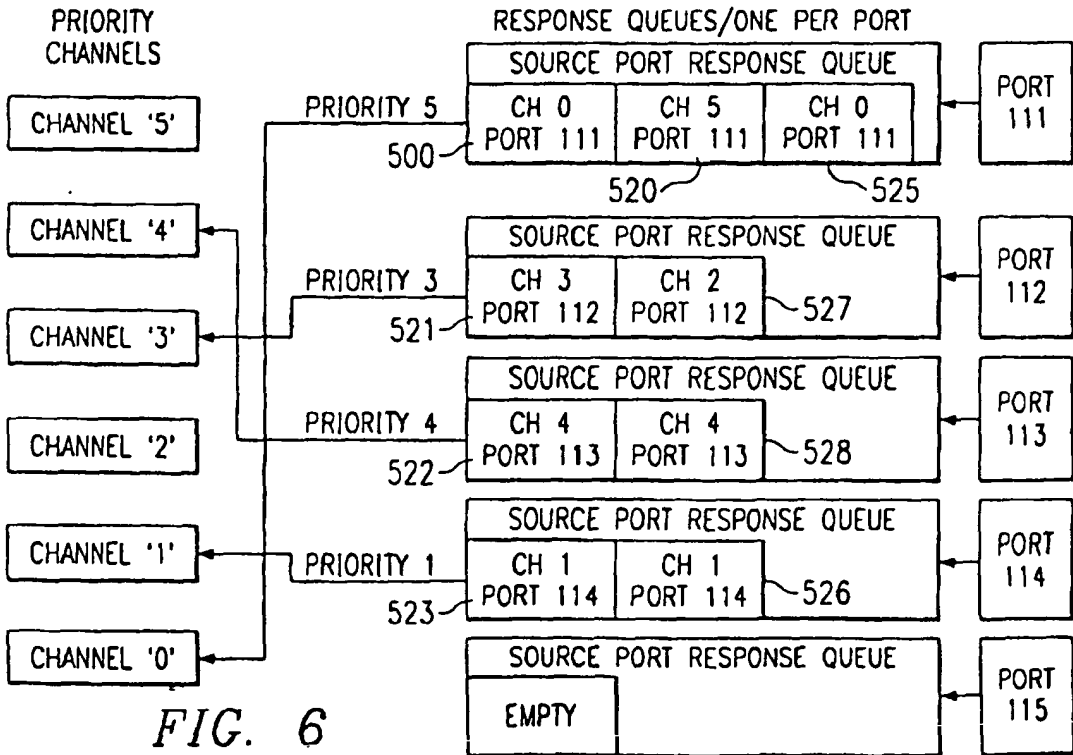 PRIORITY
CHANNELS
RESPONSE QUEUES/ONE PER PORT
CHANNEL '5'
CHANNEL '4'
CHANNEL '3'
CHANNEL '2'
CHANNEL '1'
CHANNEL '0'
PRIORITY 5
500
SOURCE PORT RESPONSE QUEUE
CH 0
PORT 111
CH 5
PORT 111
CH 0
PORT 111
520
525
PORT
111
PRIORITY 3
521
SOURCE PORT RESPONSE QUEUE
CH 3
PORT 112
CH 2
PORT 112
527
PORT
112
PRIORITY 4
522
SOURCE PORT RESPONSE QUEUE
CH 4
PORT 113
CH 4
PORT 113
528
PORT
113
PRIORITY 1
523
SOURCE PORT RESPONSE QUEUE
CH 1
PORT 114
CH 1
PORT 114
526
PORT
114
SOURCE PORT RESPONSE QUEUE
EMPTY
PORT
115
FIG. 6